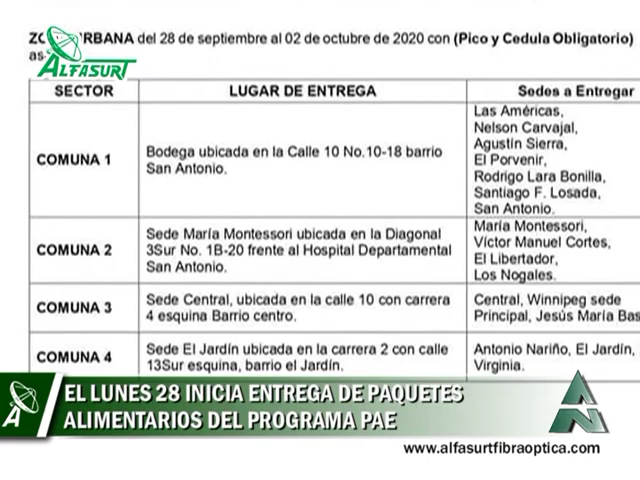 URBANA del 28 de septiembre al 02 de octubre de 2020 con (Pico y Cedula Obligatorio)
ALFASURT
SECTOR
LUGAR DE ENTREGA
Sedes a Entregar
COMUNA 1
Bodega ubicada en la Calle 10 No.10-18 barrio
San Antonio.
Las Américas,
Nelson Carvajal,
Agustín Sierra,
El Porvenir,
Rodrigo Lara Bonilla,
Santiago F. Losada,
San Antonio.
COMUNA 2
Sede María Montessori ubicada en la Diagonal
3Sur No. 1B-20 frente al Hospital Departamental
San Antonio.
María Montessori,
Víctor Manuel Cortes,
El Libertador,
Los Nogales.
COMUNA 3
Sede Central, ubicada en la calle 10 con carrera
4 esquina Barrio centro.
Central, Winnipeg sede
Principal, Jesús María Bas
COMUNA 4
Sede El Jardín ubicada en la carrera 2 con calle
13Sur esquina, barrio el Jardín.
Antonio Nariño, El Jardín,
Virginia.
EL LUNES 28 INICIA ENTREGA DE PAQUETES
ALIMENTARIOS DEL PROGRAMA PAE
www.alfasurtfibraoptica.com